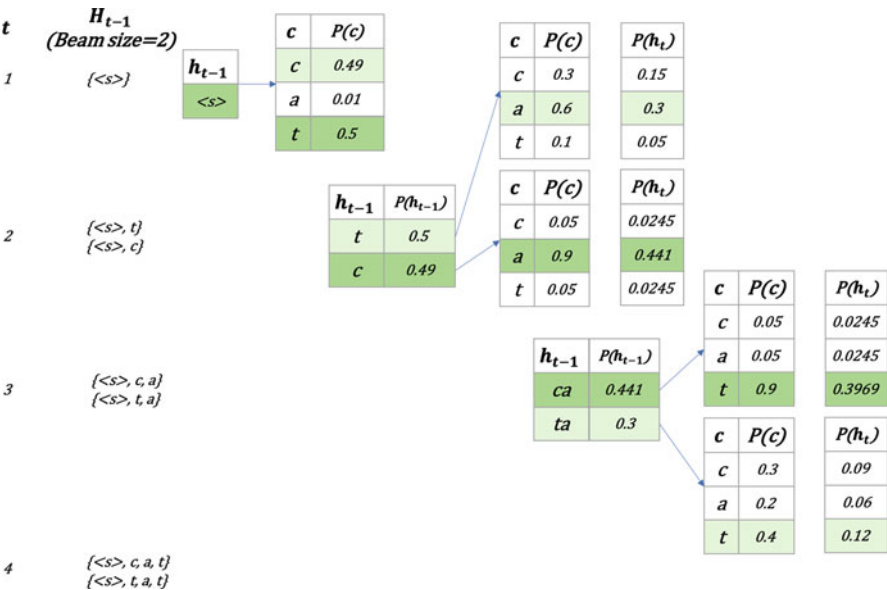 t H_{t−1} (Beam size=2)
c P(c)
h_{t−1}
1 {<s>} <s>
c 0.49
a 0.01
t 0.5
c P(c) P(h_t)
c 0.3 0.15
a 0.6 0.3
t 0.1 0.05
2 {<s>, t}
{<s>, c}
h_{t−1} P(h_{t−1})
t 0.5
c 0.49
c P(c) P(h_t)
c 0.05 0.0245
a 0.9 0.441
t 0.05 0.0245
3 {<s>, c, a}
{<s>, t, a}
h_{t−1} P(h_{t−1})
ca 0.441
ta 0.3
c P(c) P(h_t)
c 0.05 0.0245
a 0.05 0.0245
t 0.9 0.3969
c P(c) P(h_t)
c 0.3 0.09
a 0.2 0.06
t 0.4 0.12
4 {<s>, c, a, t}
{<s>, t, a, t}